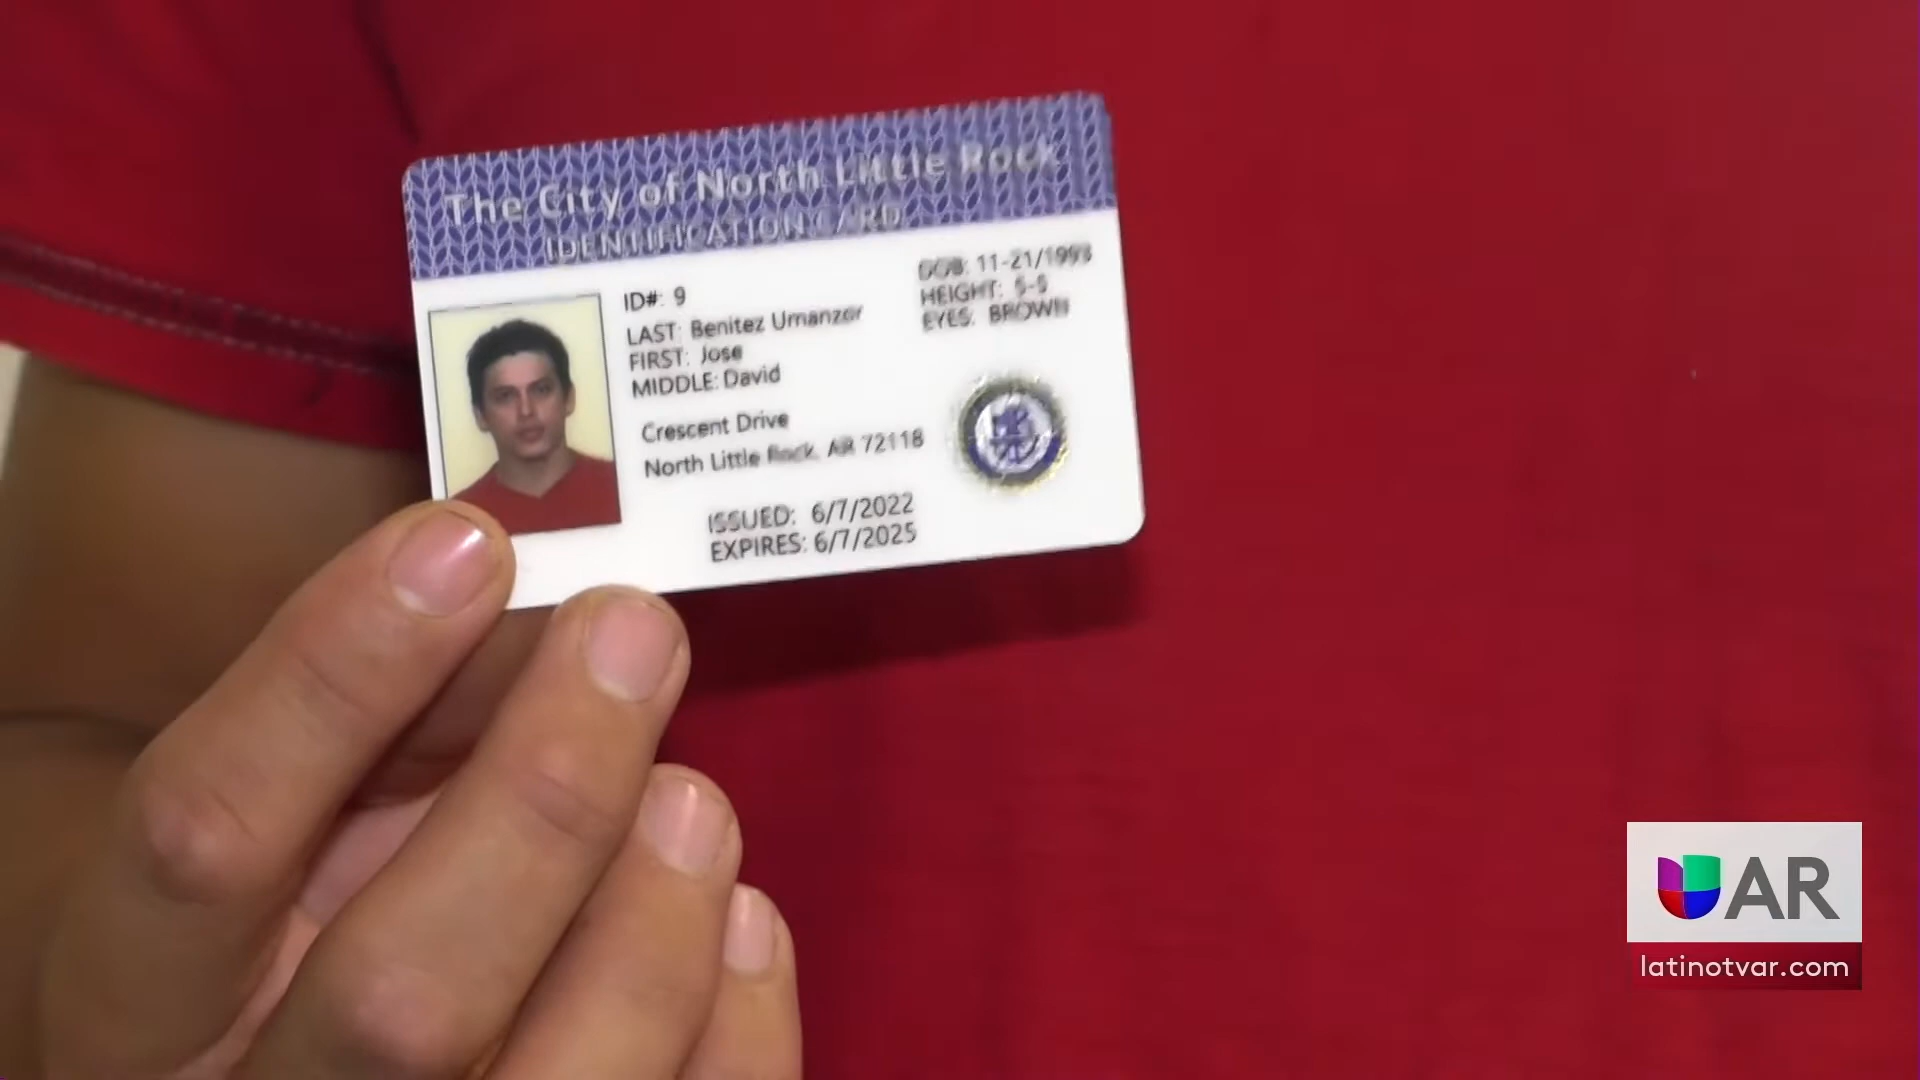 The City of North Little Rock
IDENTIFICATION CARD
ID#: 9
LAST: Benitez Umanzor
FIRST: Jose
MIDDLE: David
Crescent Drive
North Little Rock, AR 72118
ISSUED: 6/7/2022
EXPIRES: 6/7/2025
DOB: 11-21/1993
HEIGHT: 5-5
EYES: BROWN
AR
latinotvar.com